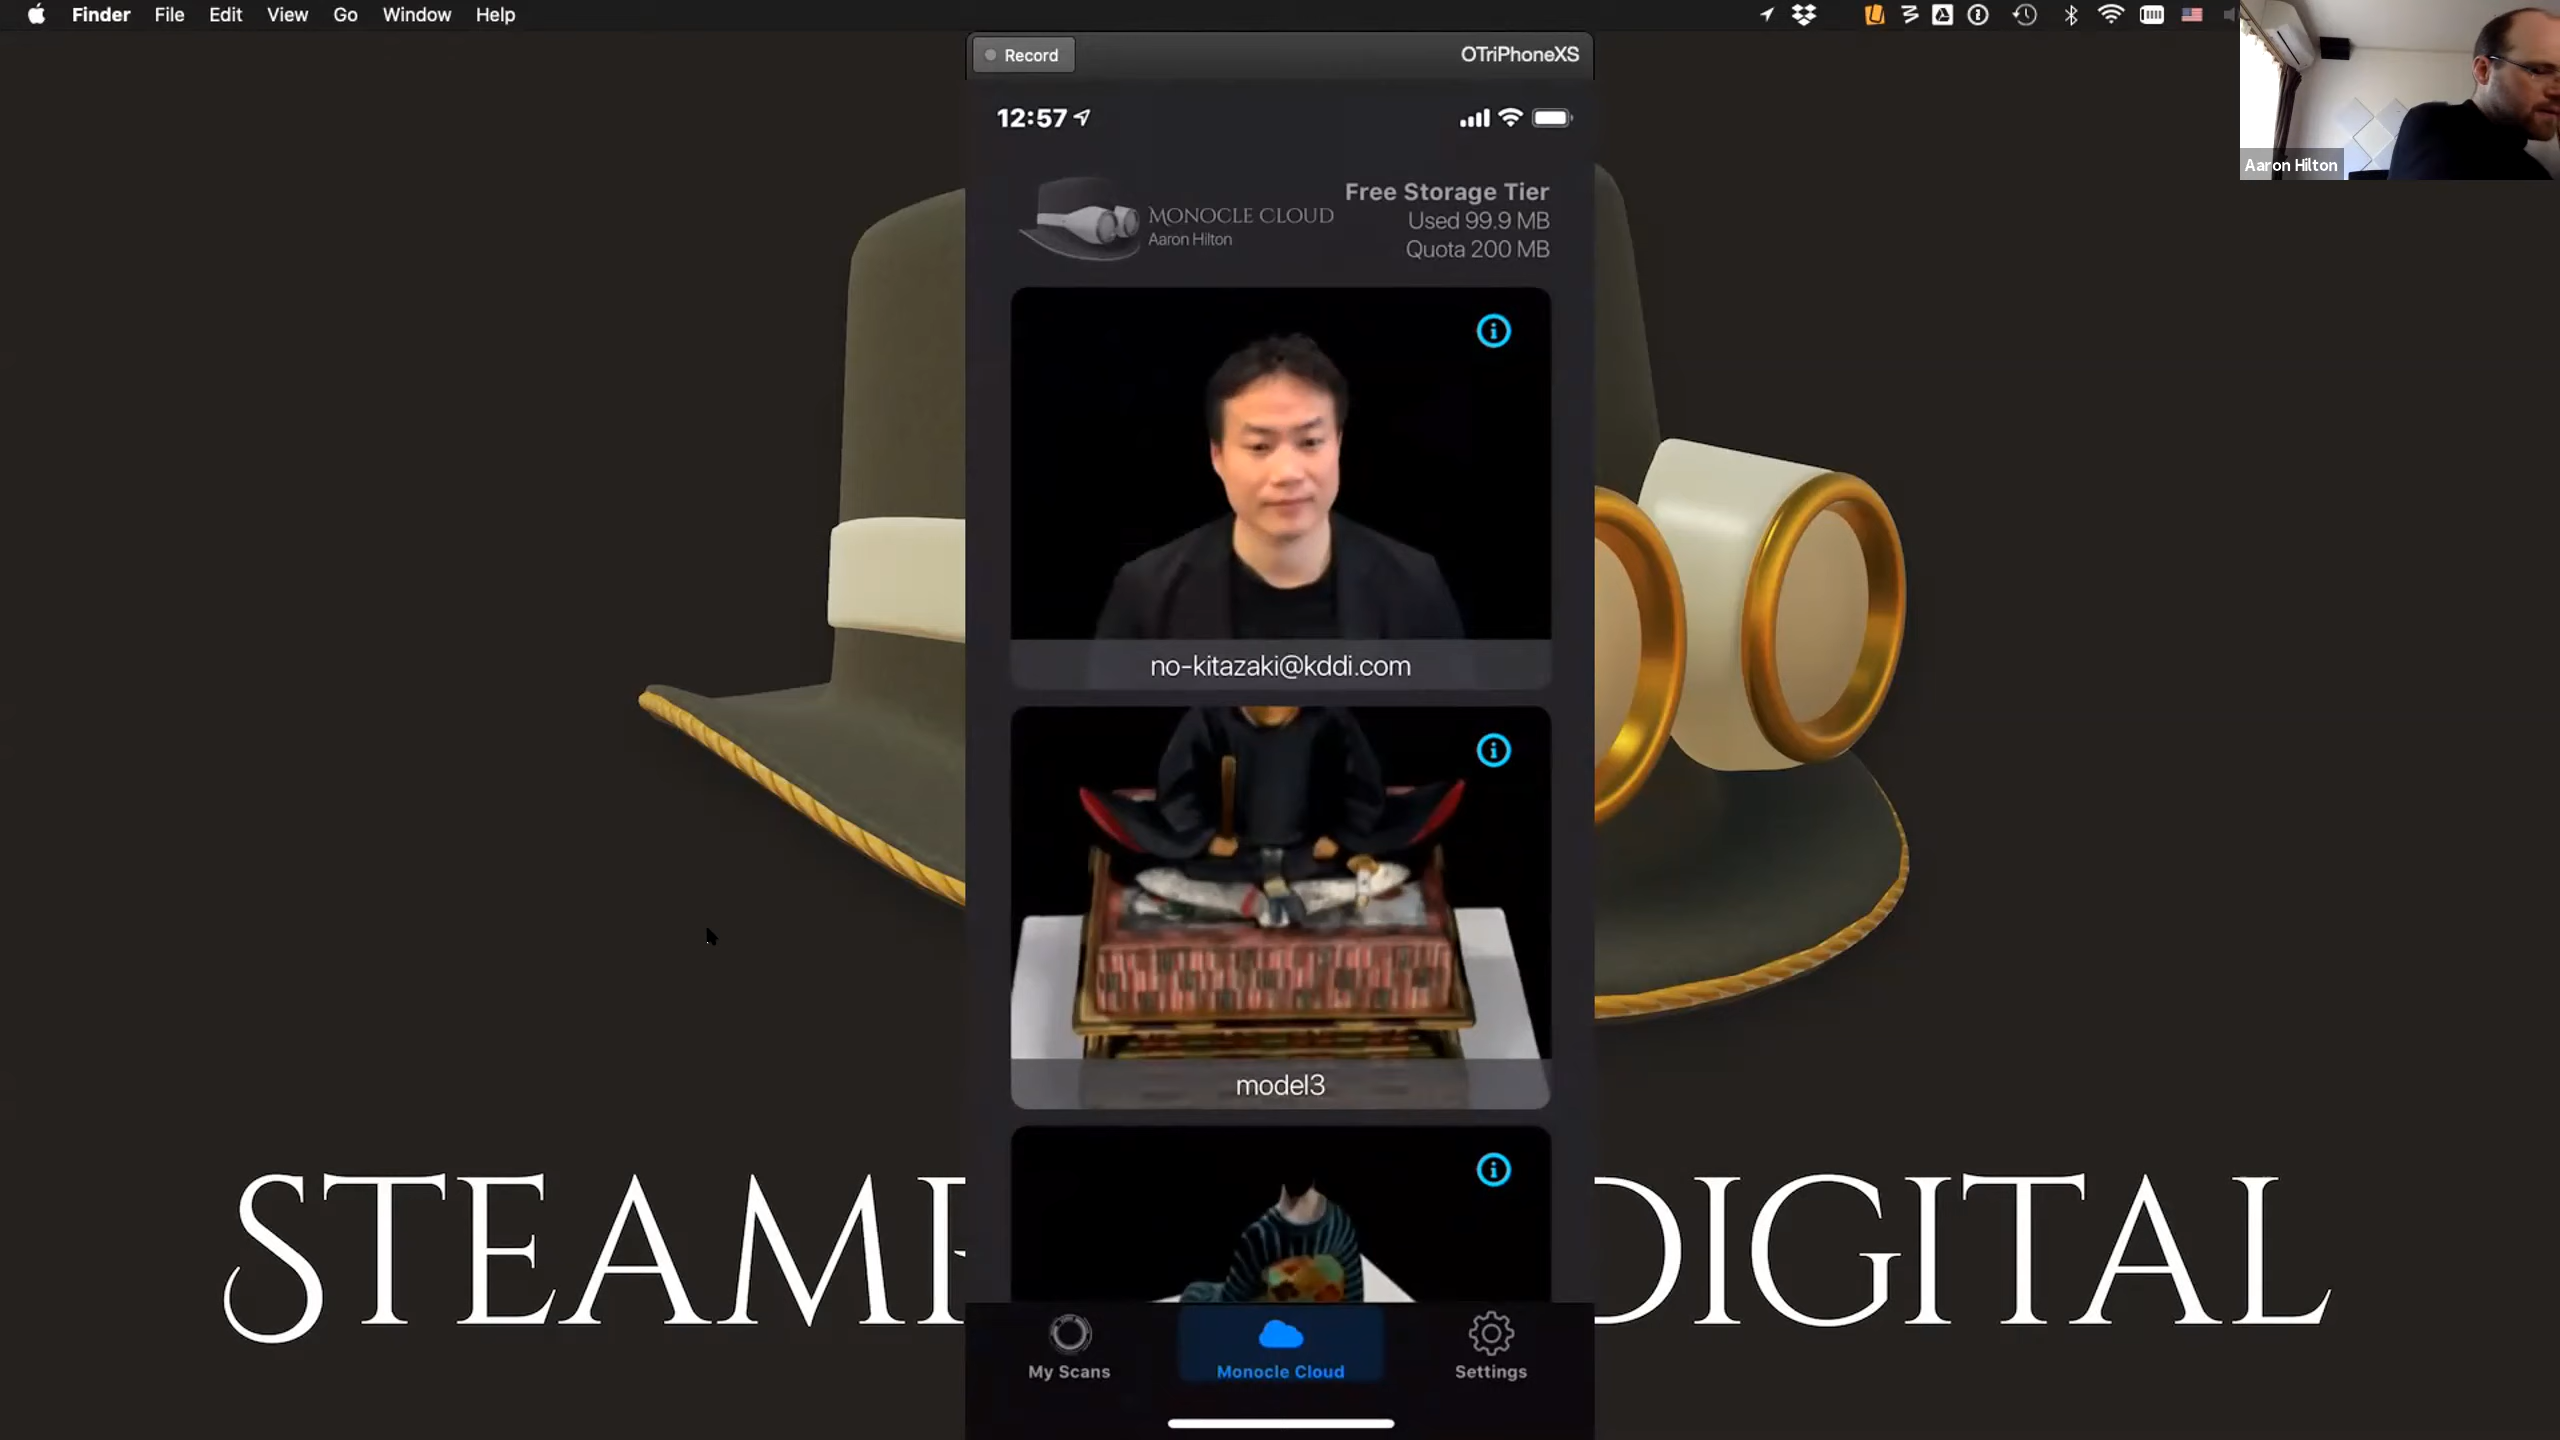 Finder File Edit View Go Window Help
Aaron Hilton
Record
OTriPhoneXS
12:57
MONOCLE CLOUD
Aaron Hilton
Free Storage Tier
Used 99.9 MB
Quota 200 MB
no-kitazaki@kddi.com
model3
STEAM
DIGITAL
My Scans
Monocle Cloud
Settings